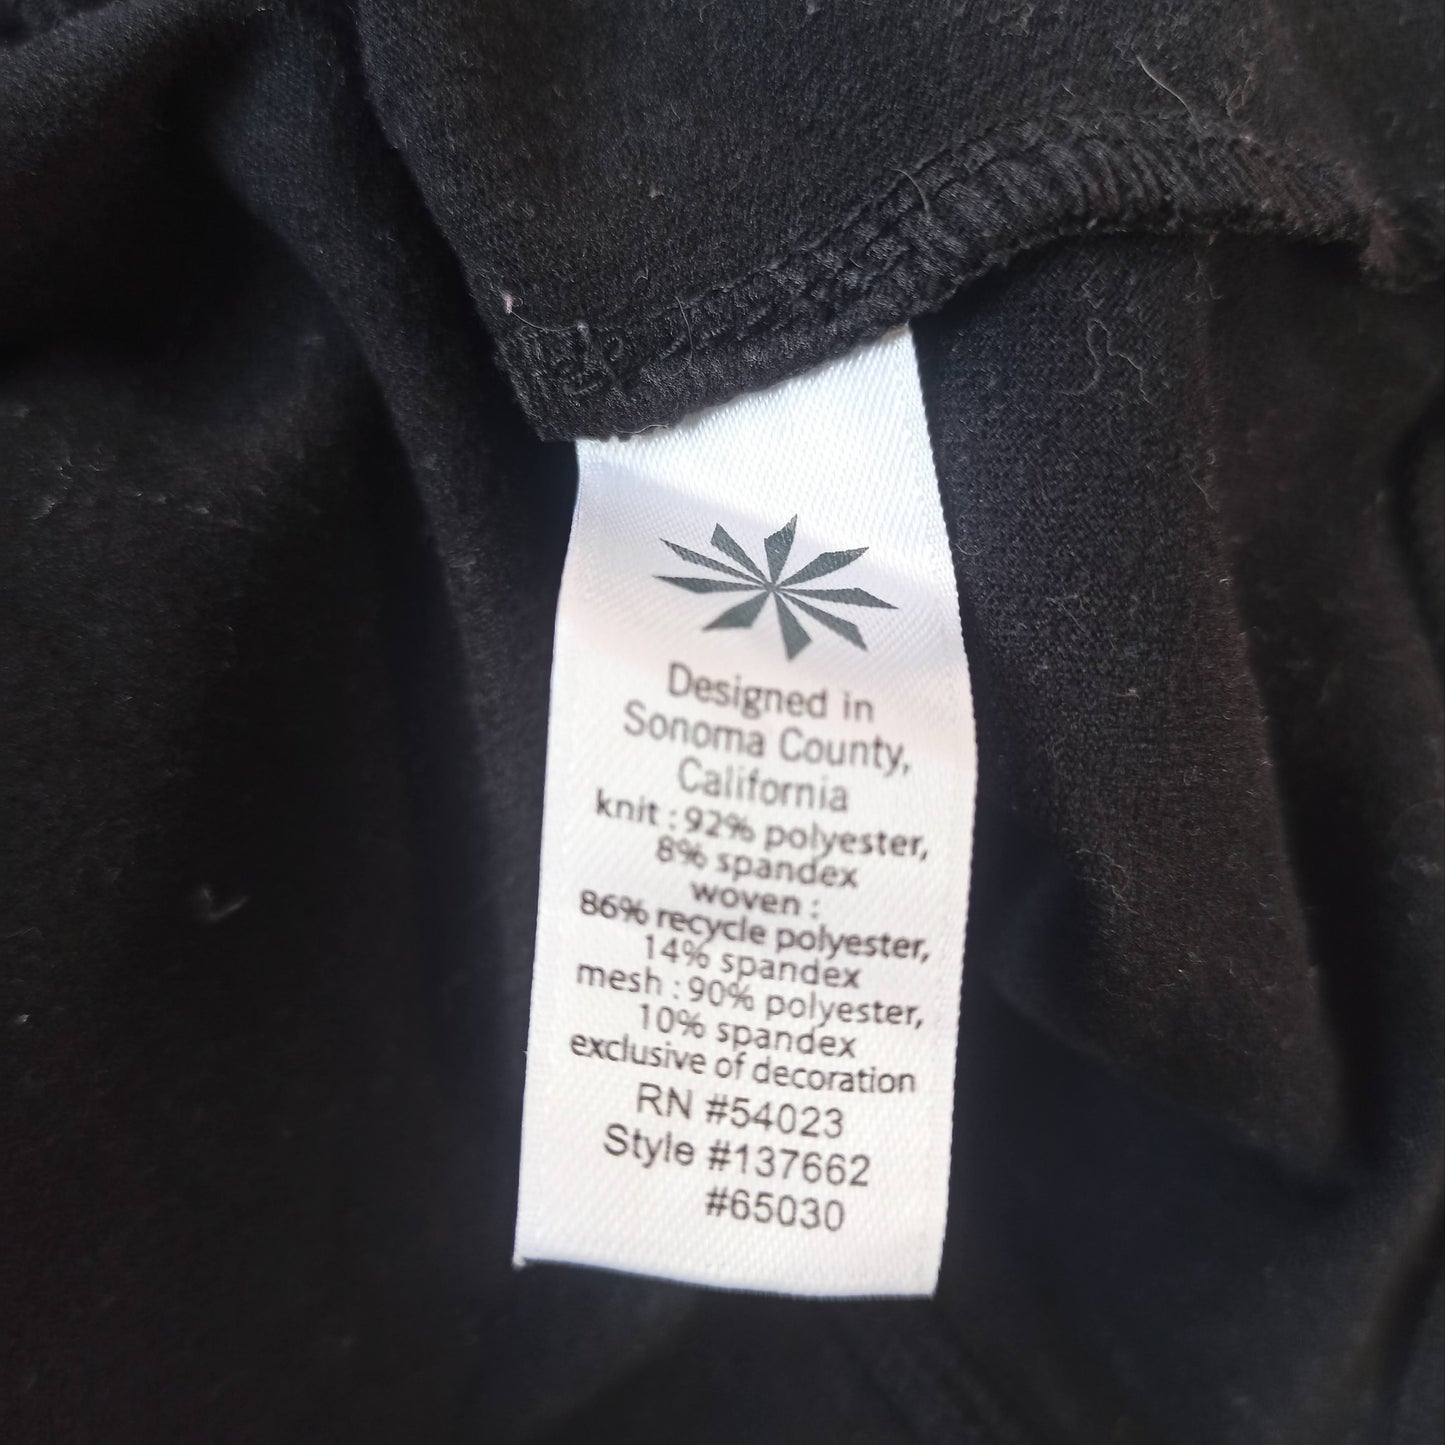 Designed in
Sonoma County,
California
knit : 92% polyester,
8% spandex
woven :
86% recycle polyester,
14% spandex
mesh : 90% polyester,
10% spandex
exclusive of decoration
RN #54023
Style #137662
#65030